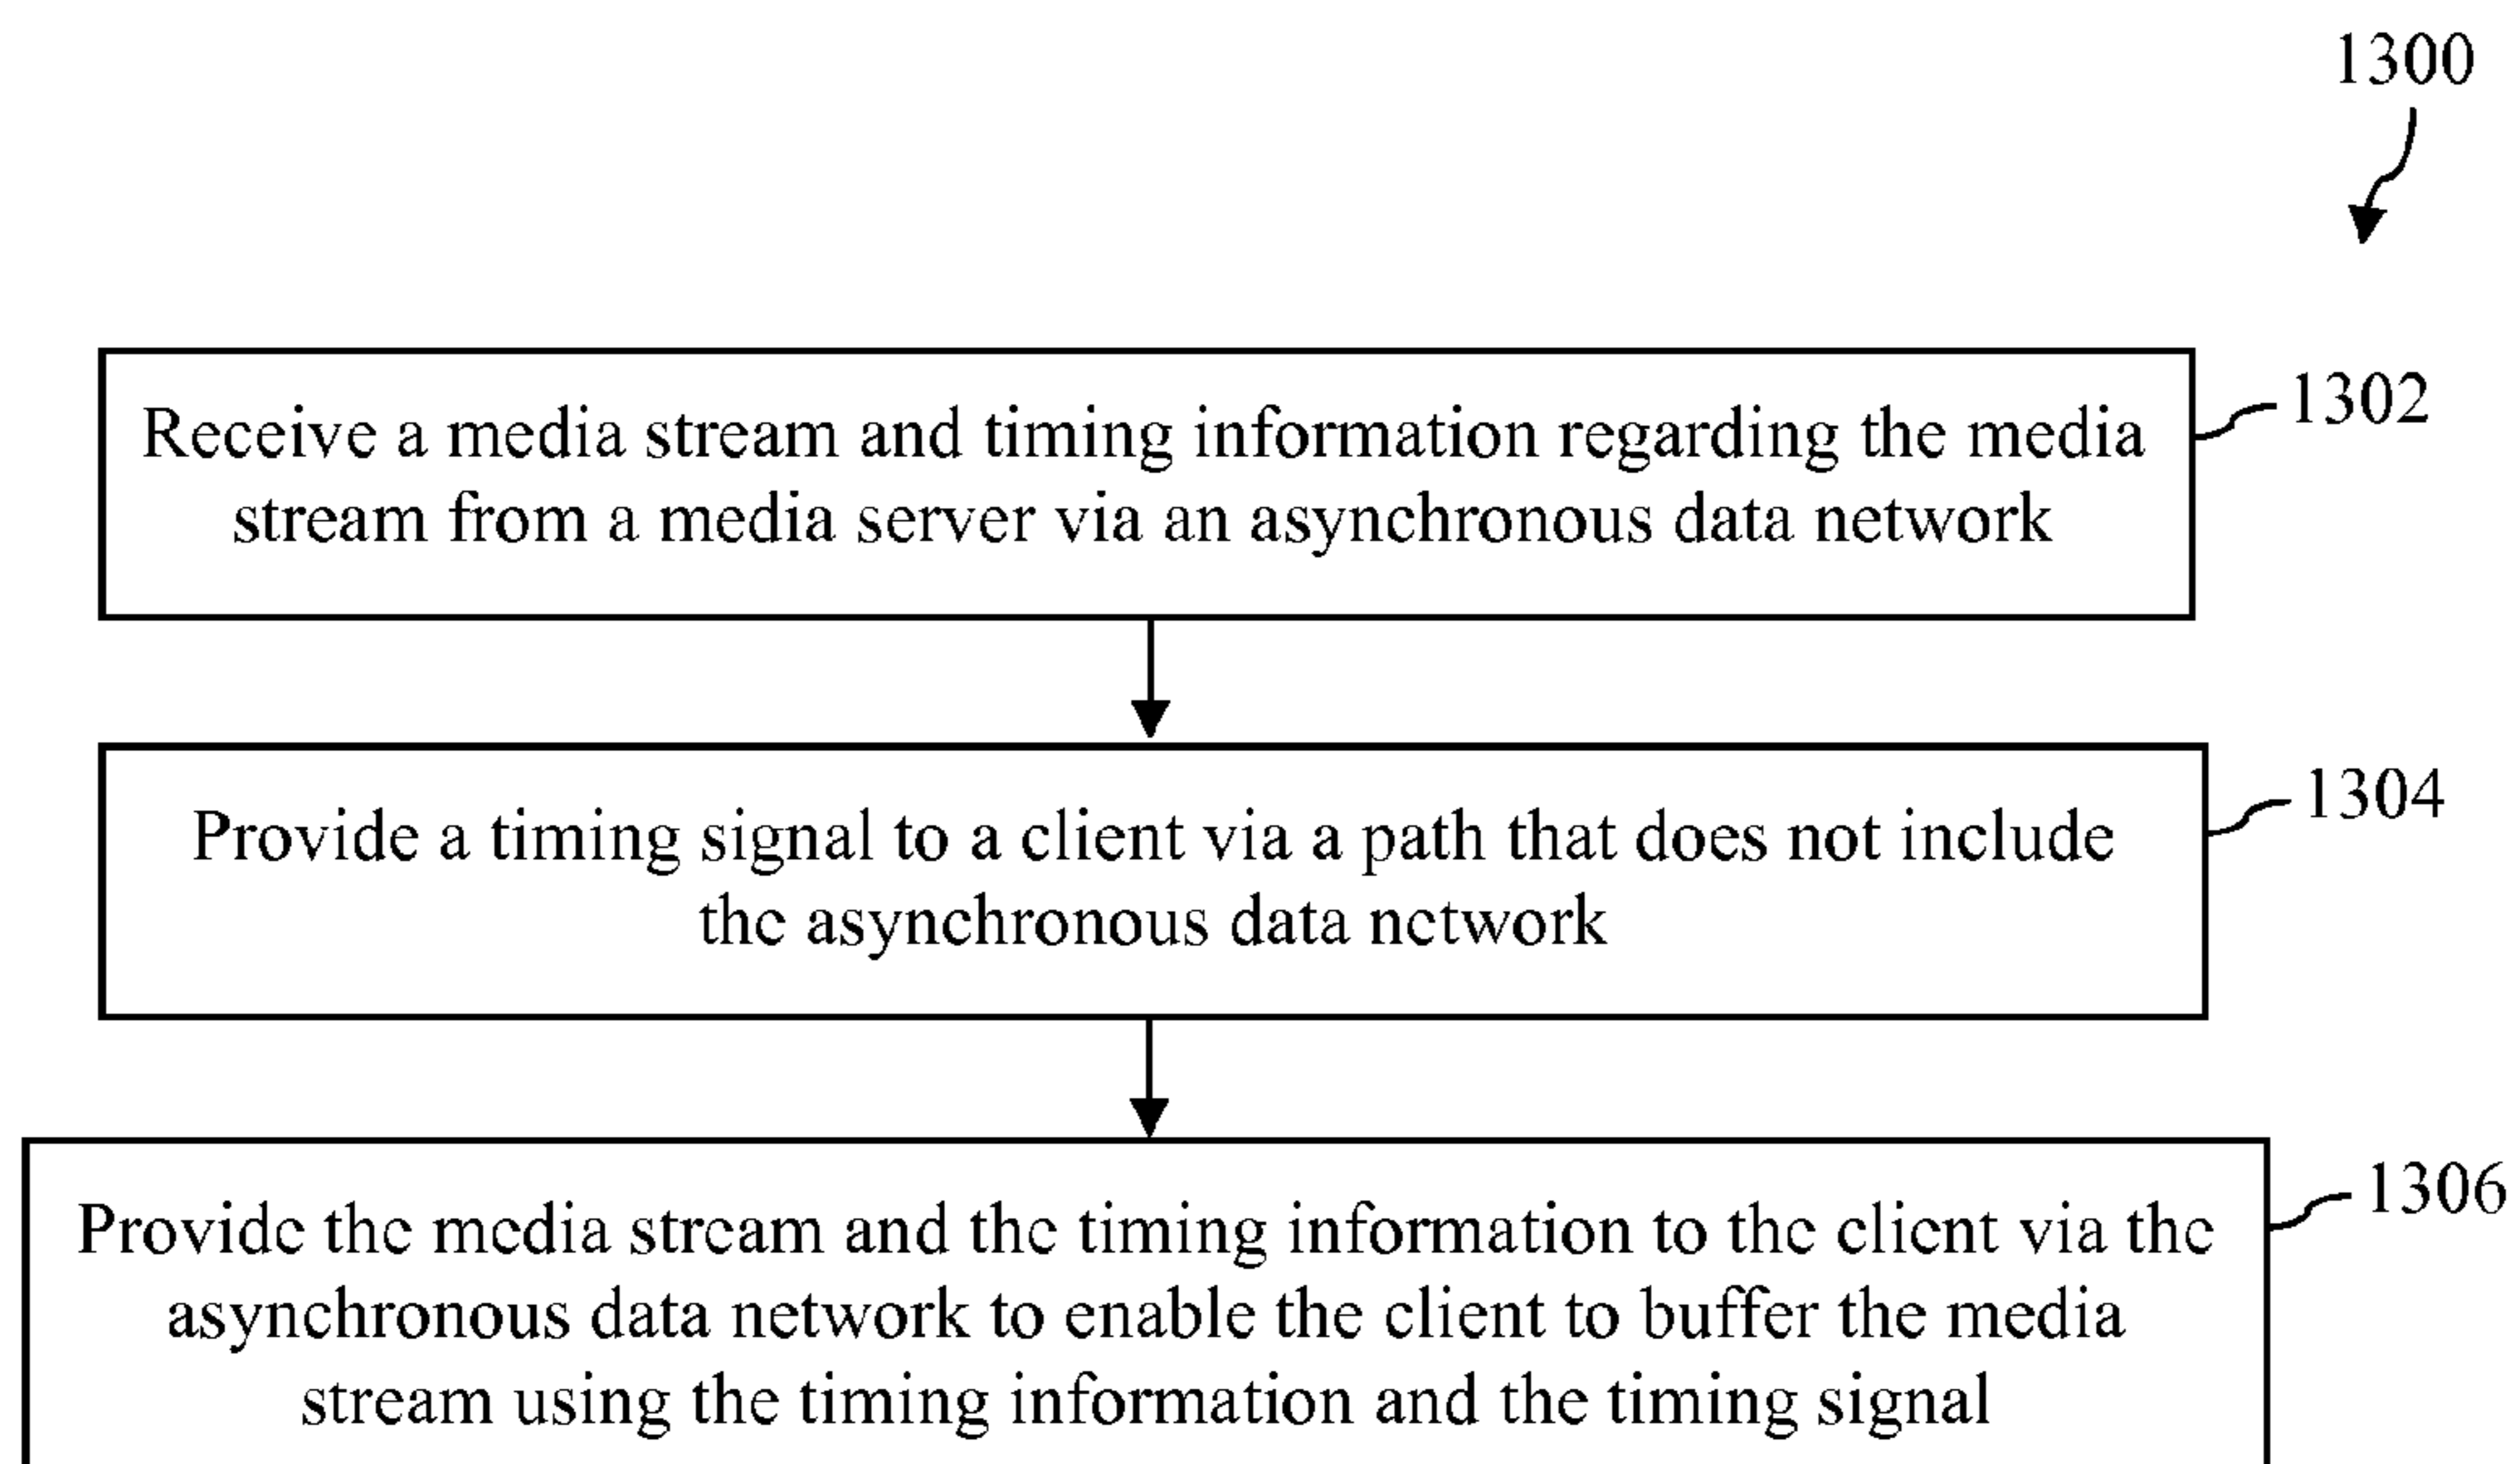 1300
Receive a media stream and timing information regarding the media
1302
stream from a media server via an asynchronous data network
Provide a timing signal to a client via a path that does not include
1304
the asynchronous data network
Provide the media stream and the timing information to the client via the
1306
asynchronous data network to enable the client to buffer the media
stream using the timing information and the timing signal